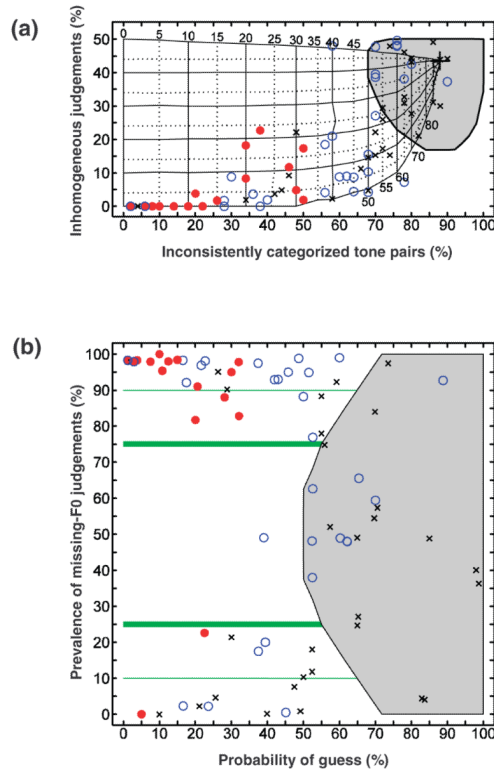 (a)
Inhomogeneous judgements (%)
50
40
30
20
10
0
0 5 10 15 20 25 30 35 40 45
80
70
60
55
50
0 10 20 30 40 50 60 70 80 90 100
Inconsistently categorized tone pairs (%)
(b)
Prevalence of missing-F0 judgements (%)
100
90
80
70
60
50
40
30
20
10
0
0 10 20 30 40 50 60 70 80 90 100
Probability of guess (%)